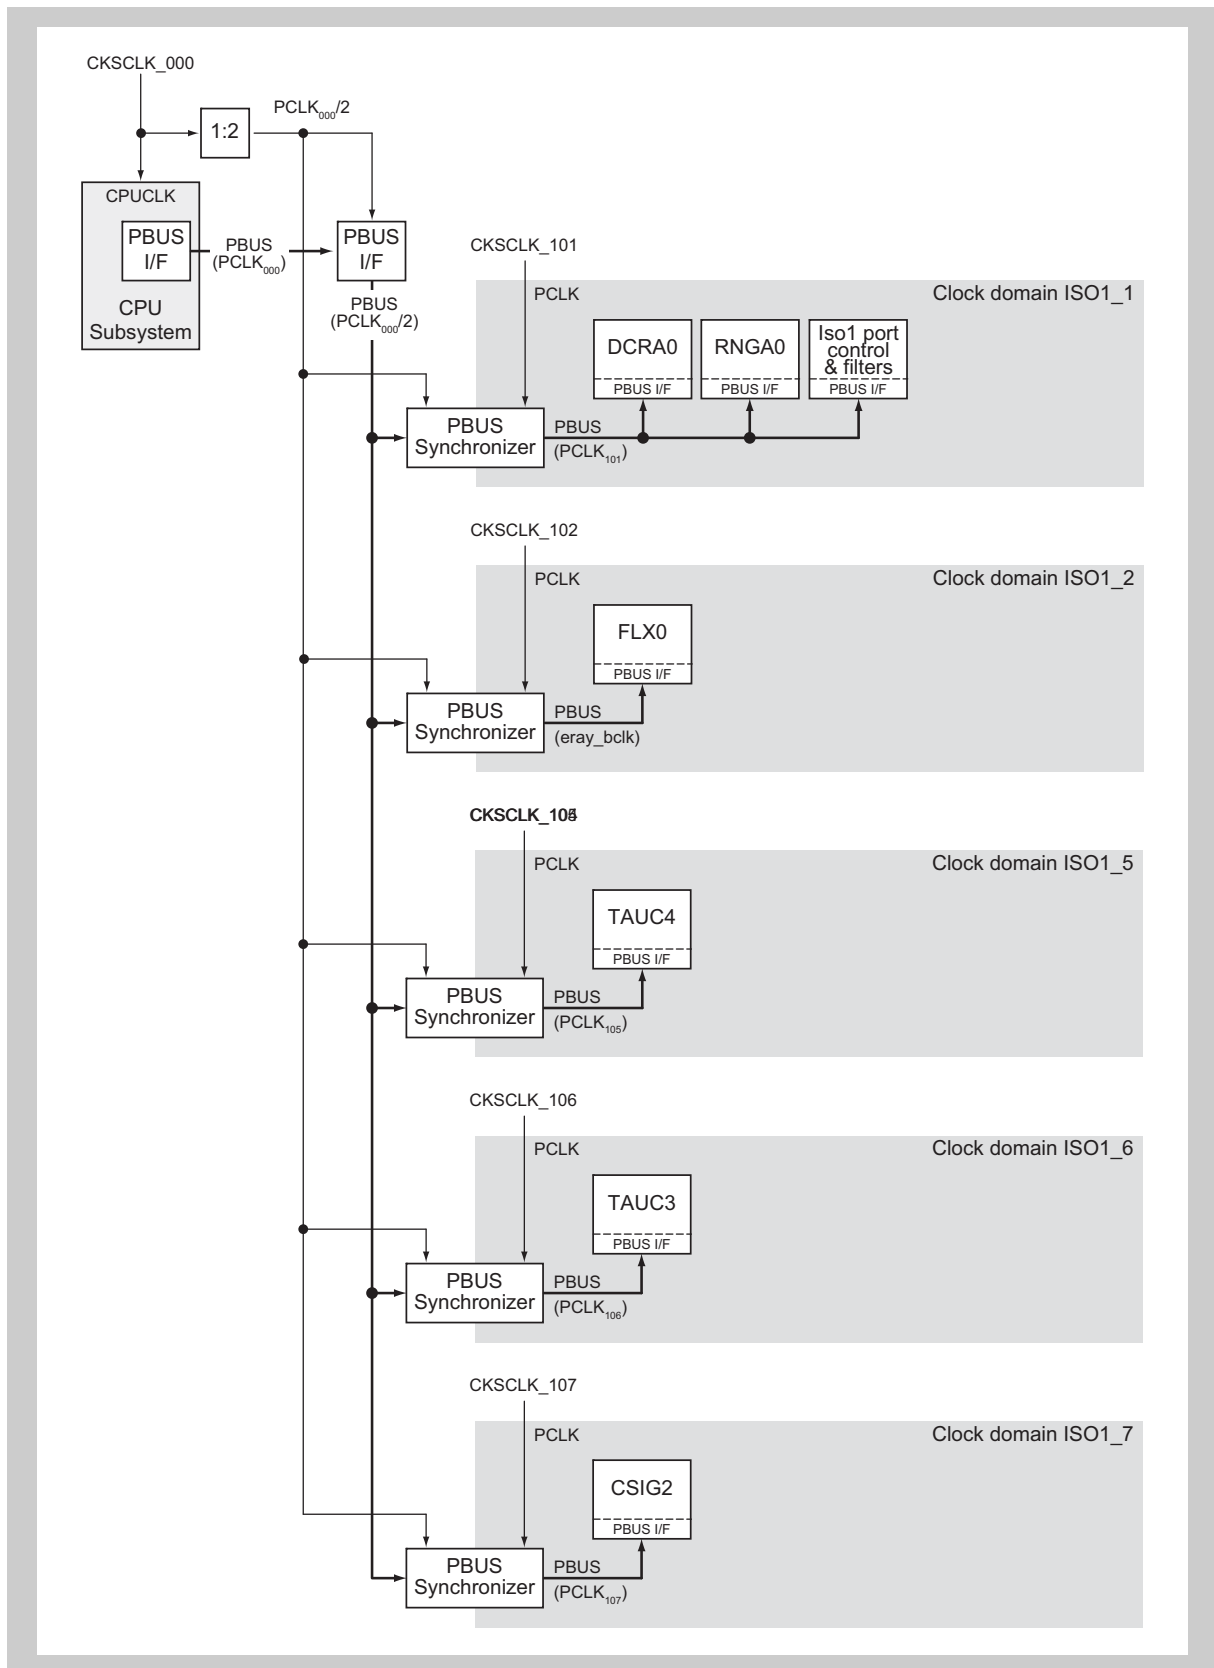 CKSCLK_000
PCLK000/2
1:2
CPUCLK
PBUS
I/F
CPU
Subsystem
PBUS
(PCLK000)
PBUS
I/F
PBUS
(PCLK000/2)
CKSCLK_101
PCLK
Clock domain ISO1_1
DCRA0
PBUS I/F
RNGA0
PBUS I/F
Iso1 port
control
& filters
PBUS I/F
PBUS
Synchronizer
PBUS
(PCLK101)
CKSCLK_102
PCLK
Clock domain ISO1_2
FLX0
PBUS I/F
PBUS
Synchronizer
PBUS
(eray_bclk)
PCLK
Clock domain ISO1_5
TAUC4
PBUS I/F
PBUS
Synchronizer
PBUS
(PCLK105)
CKSCLK_106
PCLK
Clock domain ISO1_6
TAUC3
PBUS I/F
PBUS
Synchronizer
PBUS
(PCLK106)
CKSCLK_107
PCLK
Clock domain ISO1_7
CSIG2
PBUS I/F
PBUS
Synchronizer
PBUS
(PCLK107)